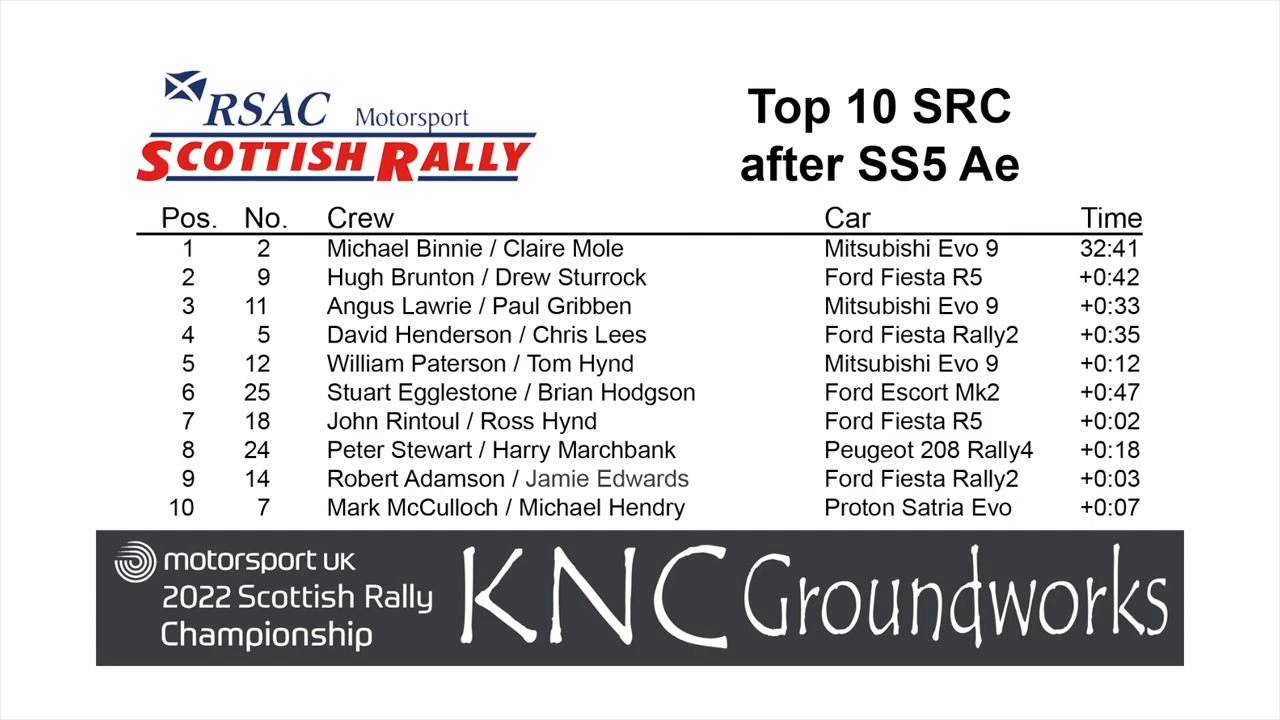 RSAC Motorsport
SCOTTISH RALLY
Top 10 SRC
after SS5 Ae
Pos. No. Crew Car Time
1 2 Michael Binnie / Claire Mole Mitsubishi Evo 9 32:41
2 9 Hugh Brunton / Drew Sturrock Ford Fiesta R5 +0:42
3 11 Angus Lawrie / Paul Gribben Mitsubishi Evo 9 +0:33
4 5 David Henderson / Chris Lees Ford Fiesta Rally2 +0:35
5 12 William Paterson / Tom Hynd Mitsubishi Evo 9 +0:12
6 25 Stuart Egglestone / Brian Hodgson Ford Escort Mk2 +0:47
7 18 John Rintoul / Ross Hynd Ford Fiesta R5 +0:02
8 24 Peter Stewart / Harry Marchbank Peugeot 208 Rally4 +0:18
9 14 Robert Adamson / Jamie Edwards Ford Fiesta Rally2 +0:03
10 7 Mark McCulloch / Michael Hendry Proton Satria Evo +0:07
motorsport UK
2022 Scottish Rally
Championship
KNC Groundworks